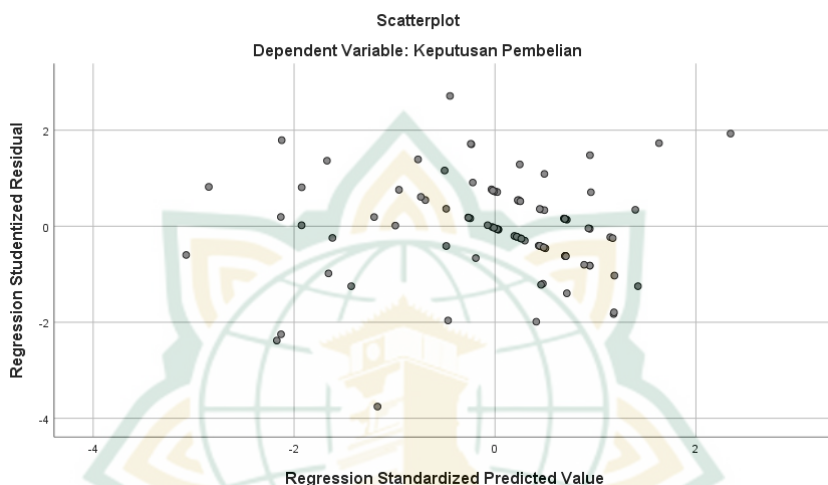 Scatterplot
Dependent Variable: Keputusan Pembelian
Regression Studentized Residual
2
0
-2
-4
-4
-2
0
2
Regression Standardized Predicted Value